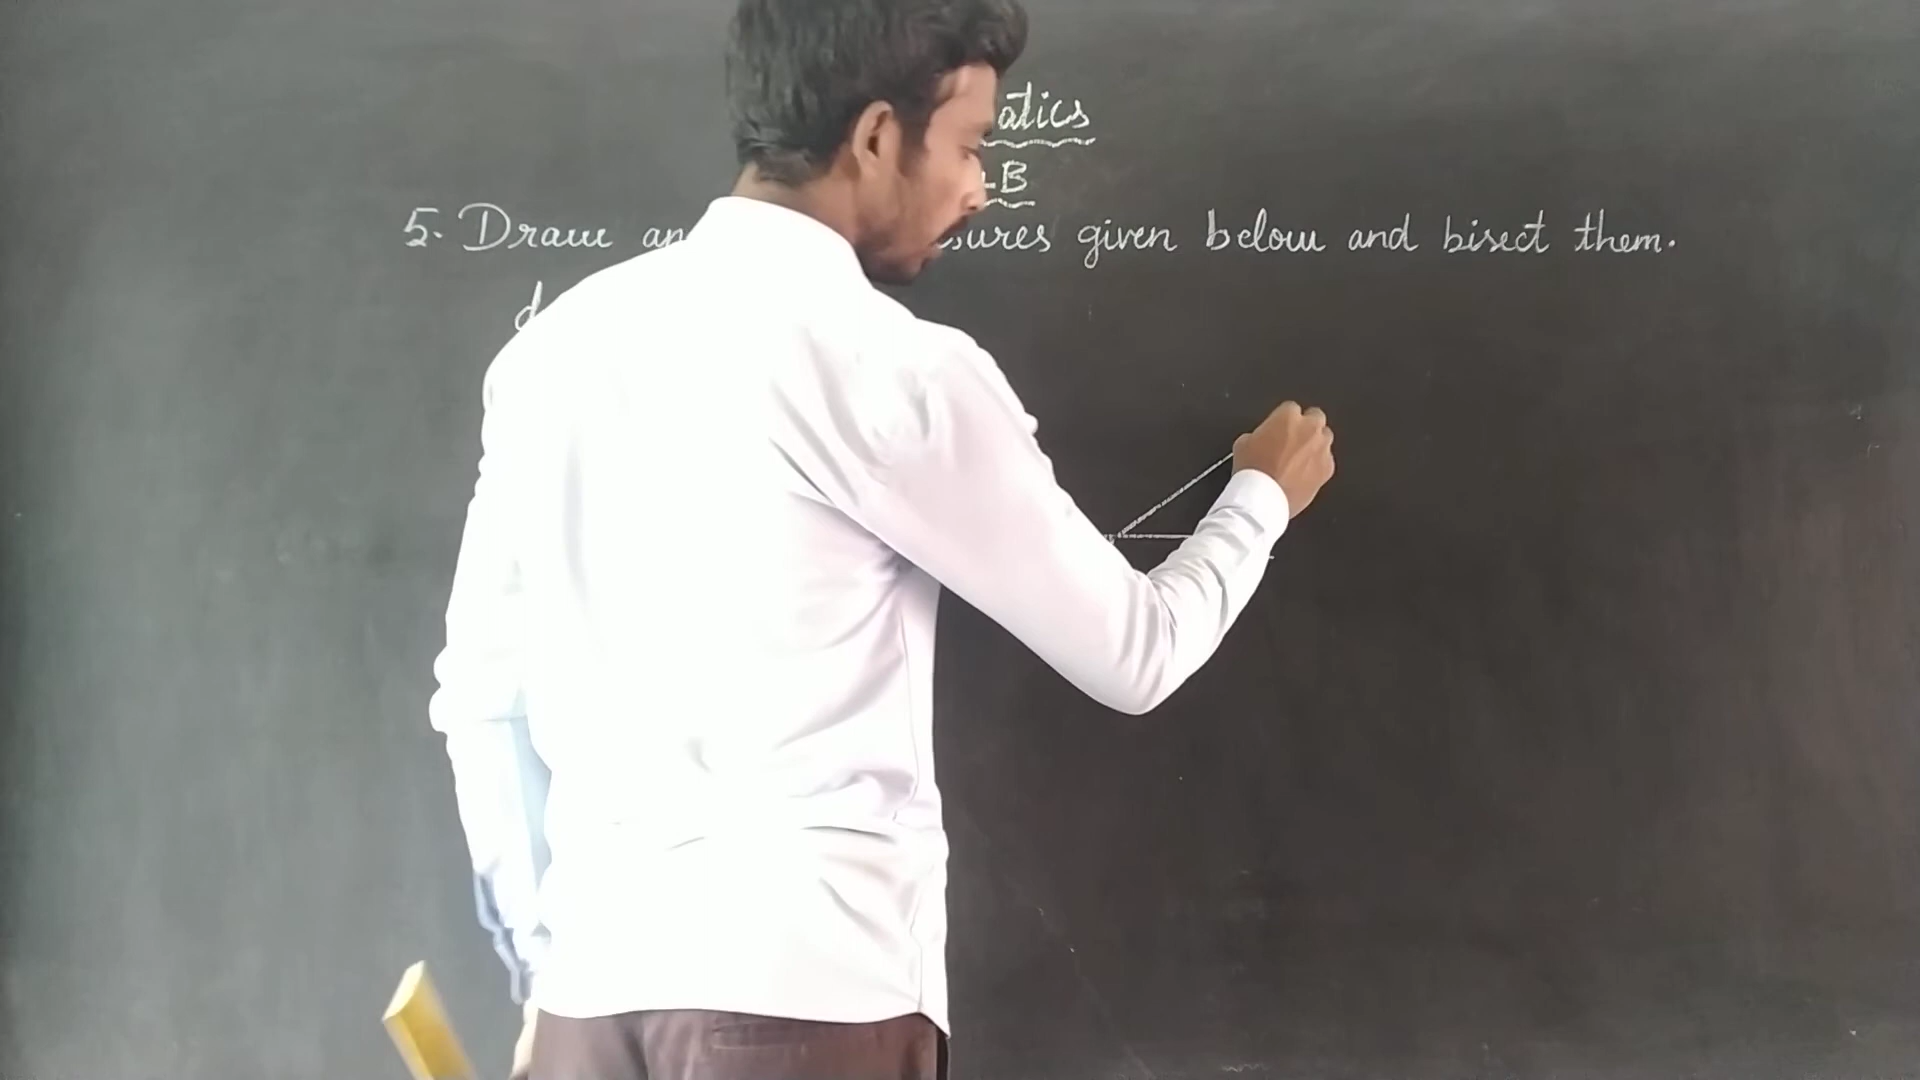 atics
-B
5. Draw an sures given below and bisect them.
d